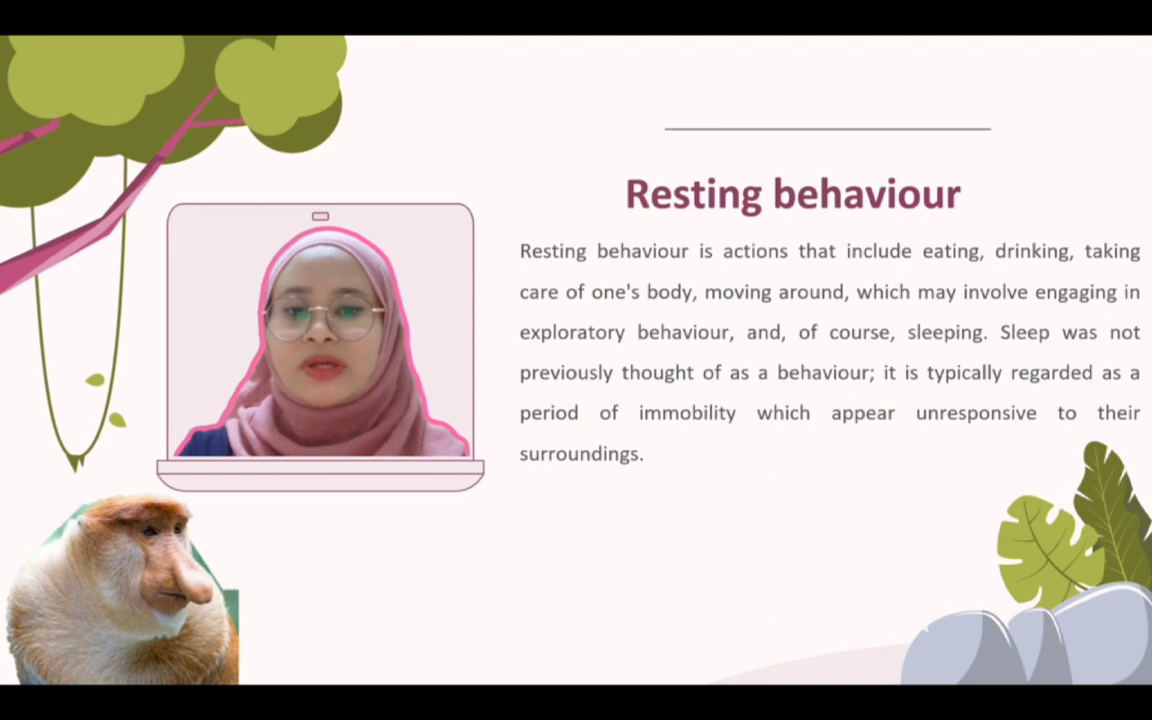 Resting behaviour
Resting behaviour is actions that include eating, drinking, taking
care of one's body, moving around, which may involve engaging in
exploratory behaviour, and, of course, sleeping. Sleep was not
previously thought of as a behaviour; it is typically regarded as a
period of immobility which appear unresponsive to their
surroundings.